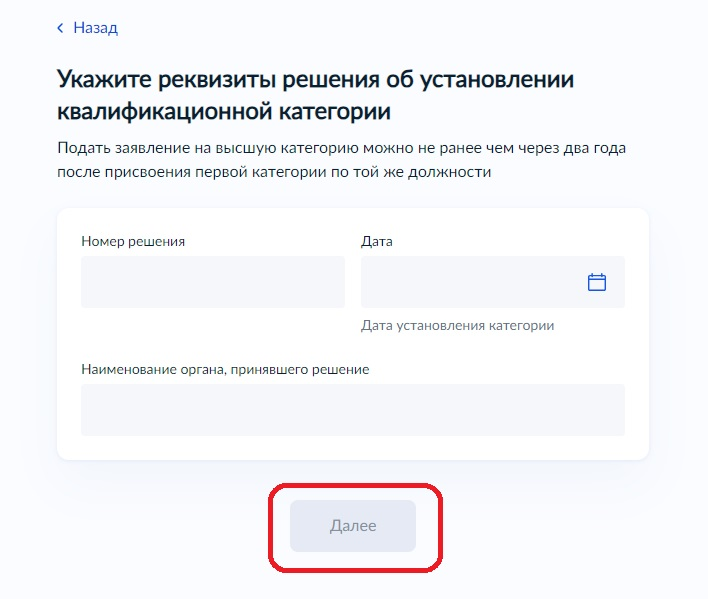 Назад
Укажите реквизиты решения об установлении
квалификационной категории
Подать заявление на высшую категорию можно не ранее чем через два года
после присвоения первой категории по той же должности
Номер решения
Дата
Дата установления категории
Наименование органа, принявшего решение
Далее